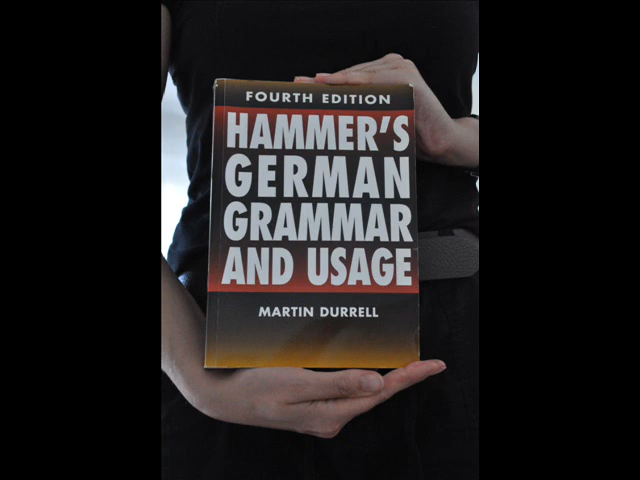 FOURTH EDITION
HAMMER'S
GERMAN
GRAMMAR
AND USAGE
MARTIN DURRELL